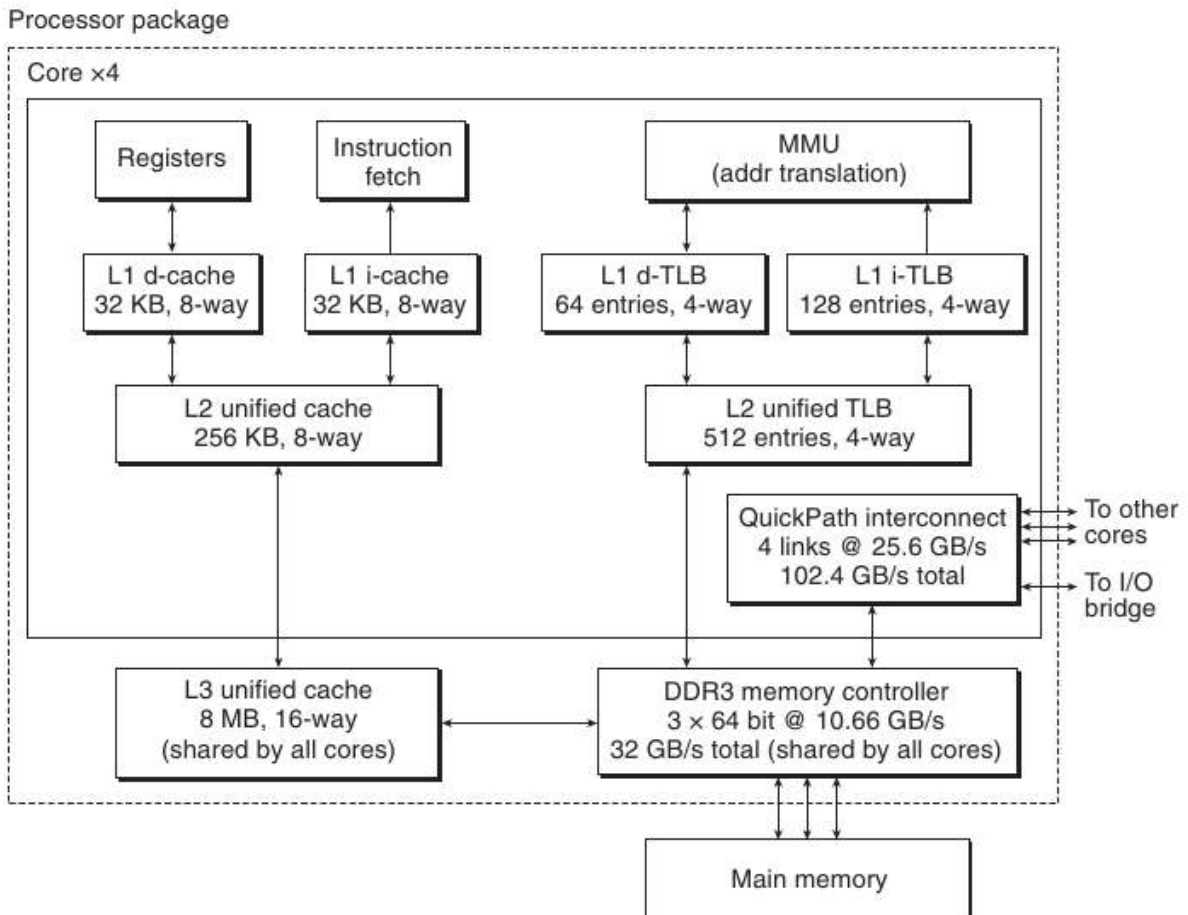 Processor package
Core ×4
Registers
Instruction
fetch
MMU
(addr translation)
L1 d-cache
32 KB, 8-way
L1 i-cache
32 KB, 8-way
L1 d-TLB
64 entries, 4-way
L1 i-TLB
128 entries, 4-way
L2 unified cache
256 KB, 8-way
L2 unified TLB
512 entries, 4-way
QuickPath interconnect
4 links @ 25.6 GB/s
102.4 GB/s total
To other
cores
To I/O
bridge
L3 unified cache
8 MB, 16-way
(shared by all cores)
DDR3 memory controller
3 × 64 bit @ 10.66 GB/s
32 GB/s total (shared by all cores)
Main memory